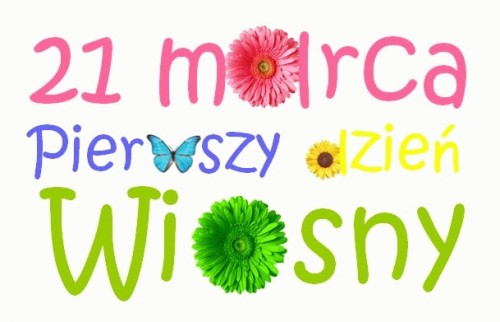 21 marca
Pierwszy dzień
Wiosny